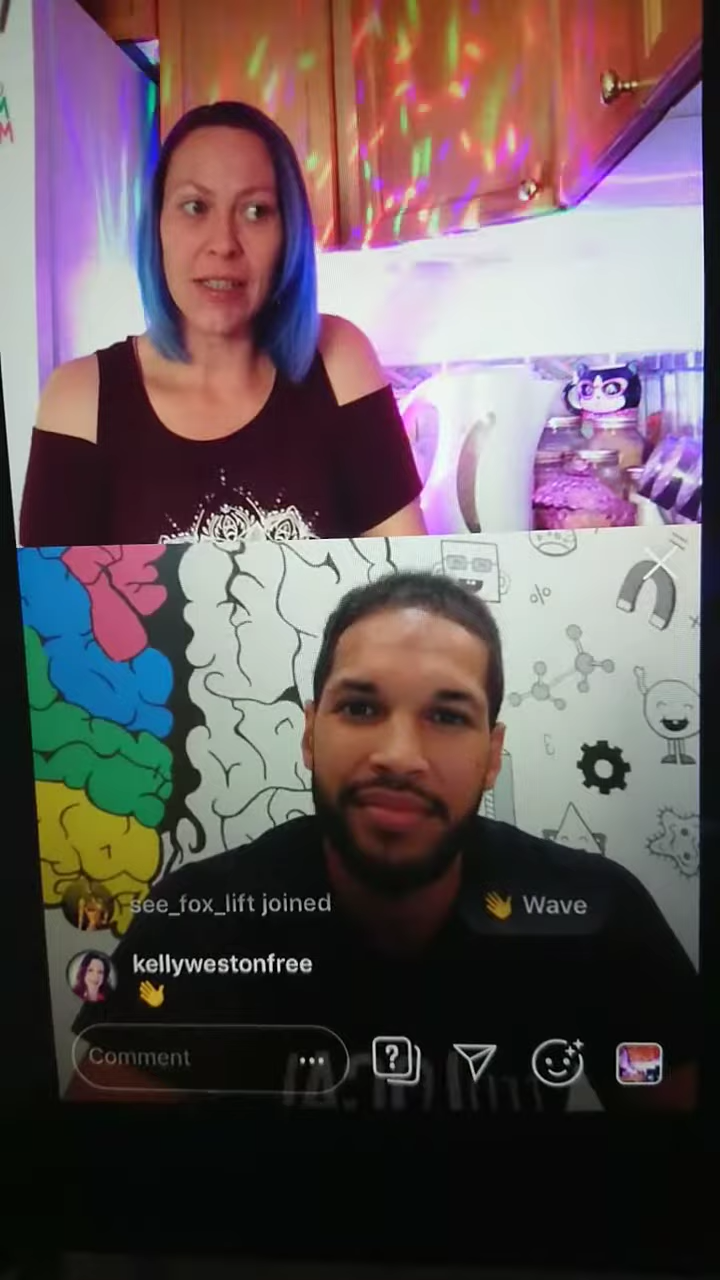 M
M
%
see_fox_lift joined
👋 Wave
kellywestonfree
👋
Comment